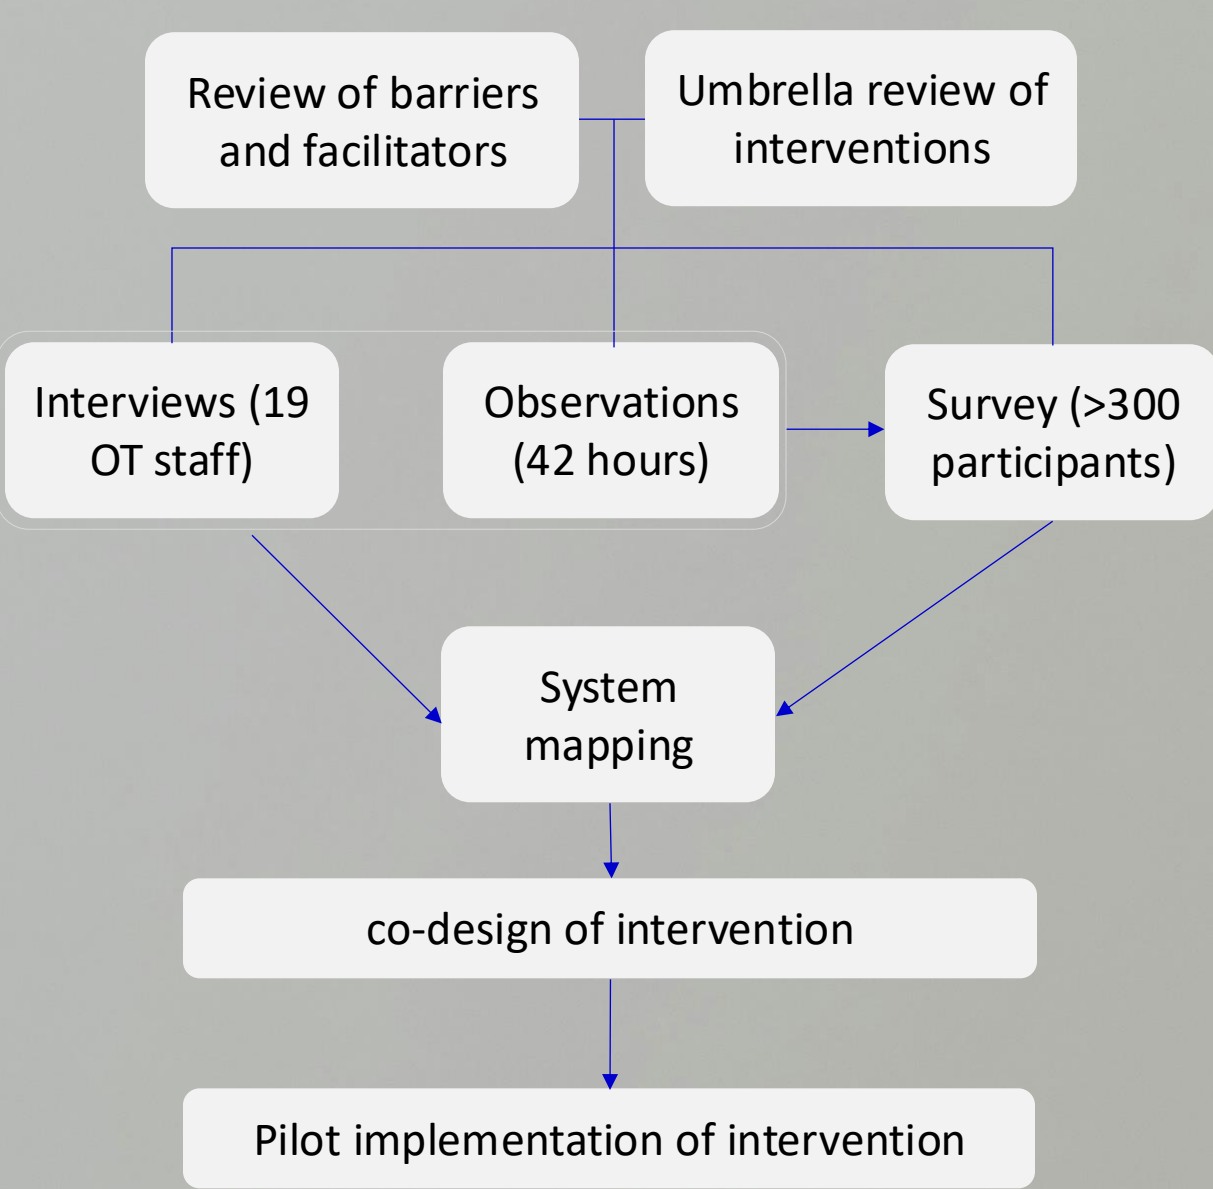 Review of barriers
and facilitators
Umbrella review of
interventions
Interviews (19
OT staff)
Observations
(42 hours)
Survey (>300
participants)
System
mapping
co-design of intervention
Pilot implementation of intervention